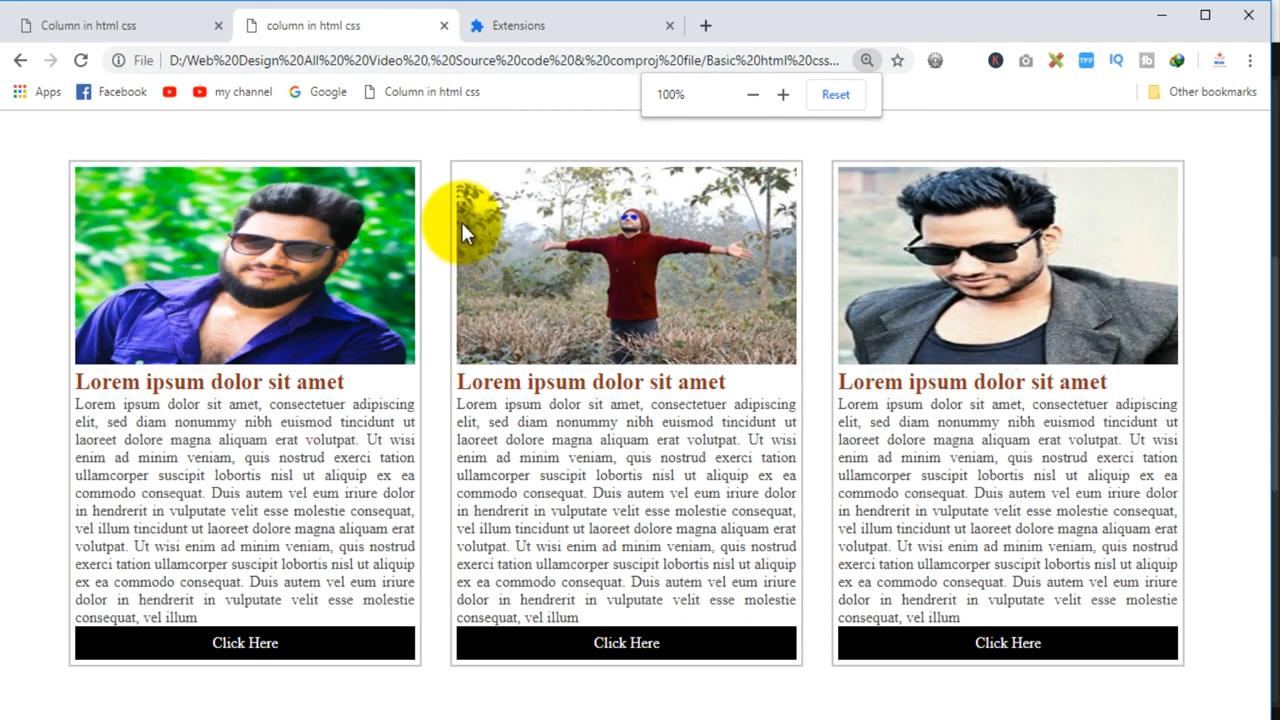 Column in html css
column in html css
Extensions
File
D:/Web%20Design%20All%20%20Video%20,%20Source%20code%20&%20comproj%20file/Basic%20html%20css...
Apps
Facebook
my channel
Google
Column in html css
Other bookmarks
100%
Reset
Lorem ipsum dolor sit amet
Lorem ipsum dolor sit amet, consectetuer adipiscing
elit, sed diam nonummy nibh euismod tincidunt ut
laoreet dolore magna aliquam erat volutpat. Ut wisi
enim ad minim veniam, quis nostrud exerci tation
ullamcorper suscipit lobortis nisl ut aliquip ex ea
commodo consequat. Duis autem vel eum iriure dolor
in hendrerit in vulputate velit esse molestie consequat,
vel illum tincidunt ut laoreet dolore magna aliquam erat
volutpat. Ut wisi enim ad minim veniam, quis nostrud
exerci tation ullamcorper suscipit lobortis nisl ut aliquip
ex ea commodo consequat. Duis autem vel eum iriure
dolor in hendrerit in vulputate velit esse molestie
consequat, vel illum
Click Here
Lorem ipsum dolor sit amet
Lorem ipsum dolor sit amet, consectetuer adipiscing
elit, sed diam nonummy nibh euismod tincidunt ut
laoreet dolore magna aliquam erat volutpat. Ut wisi
enim ad minim veniam, quis nostrud exerci tation
ullamcorper suscipit lobortis nisl ut aliquip ex ea
commodo consequat. Duis autem vel eum iriure dolor
in hendrerit in vulputate velit esse molestie consequat,
vel illum tincidunt ut laoreet dolore magna aliquam erat
volutpat. Ut wisi enim ad minim veniam, quis nostrud
exerci tation ullamcorper suscipit lobortis nisl ut aliquip
ex ea commodo consequat. Duis autem vel eum iriure
dolor in hendrerit in vulputate velit esse molestie
consequat, vel illum
Click Here
Lorem ipsum dolor sit amet
Lorem ipsum dolor sit amet, consectetuer adipiscing
elit, sed diam nonummy nibh euismod tincidunt ut
laoreet dolore magna aliquam erat volutpat. Ut wisi
enim ad minim veniam, quis nostrud exerci tation
ullamcorper suscipit lobortis nisl ut aliquip ex ea
commodo consequat. Duis autem vel eum iriure dolor
in hendrerit in vulputate velit esse molestie consequat,
vel illum tincidunt ut laoreet dolore magna aliquam erat
volutpat. Ut wisi enim ad minim veniam, quis nostrud
exerci tation ullamcorper suscipit lobortis nisl ut aliquip
ex ea commodo consequat. Duis autem vel eum iriure
dolor in hendrerit in vulputate velit esse molestie
consequat, vel illum
Click Here